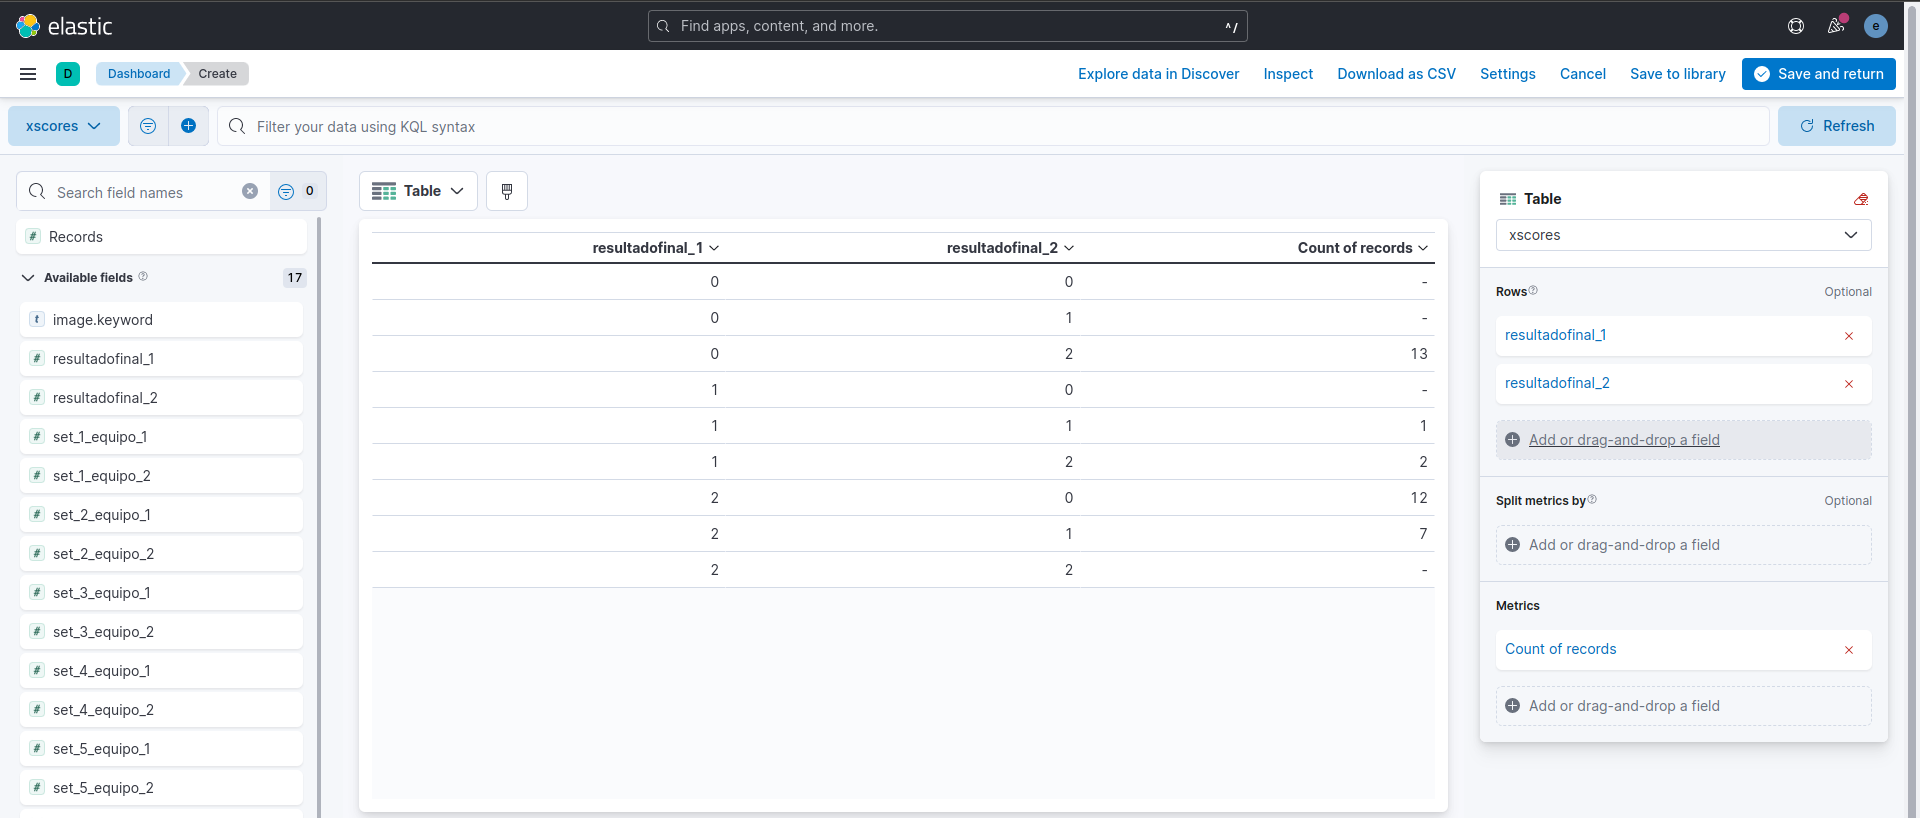 elastic
Find apps, content, and more.
^/
e
D
Dashboard
Create
Explore data in Discover
Inspect
Download as CSV
Settings
Cancel
Save to library
Save and return
xscores
Filter your data using KQL syntax
Refresh
Search field names
0
# Records
Available fields
17
t image.keyword
# resultadofinal_1
# resultadofinal_2
# set_1_equipo_1
# set_1_equipo_2
# set_2_equipo_1
# set_2_equipo_2
# set_3_equipo_1
# set_3_equipo_2
# set_4_equipo_1
# set_4_equipo_2
# set_5_equipo_1
# set_5_equipo_2
Table
resultadofinal_1 resultadofinal_2 Count of records
0 0 -
0 1 -
0 2 13
1 0 -
1 1 1
1 2 2
2 0 12
2 1 7
2 2 -
Table
xscores
Rows
Optional
resultadofinal_1
resultadofinal_2
Add or drag-and-drop a field
Split metrics by
Optional
Add or drag-and-drop a field
Metrics
Count of records
Add or drag-and-drop a field